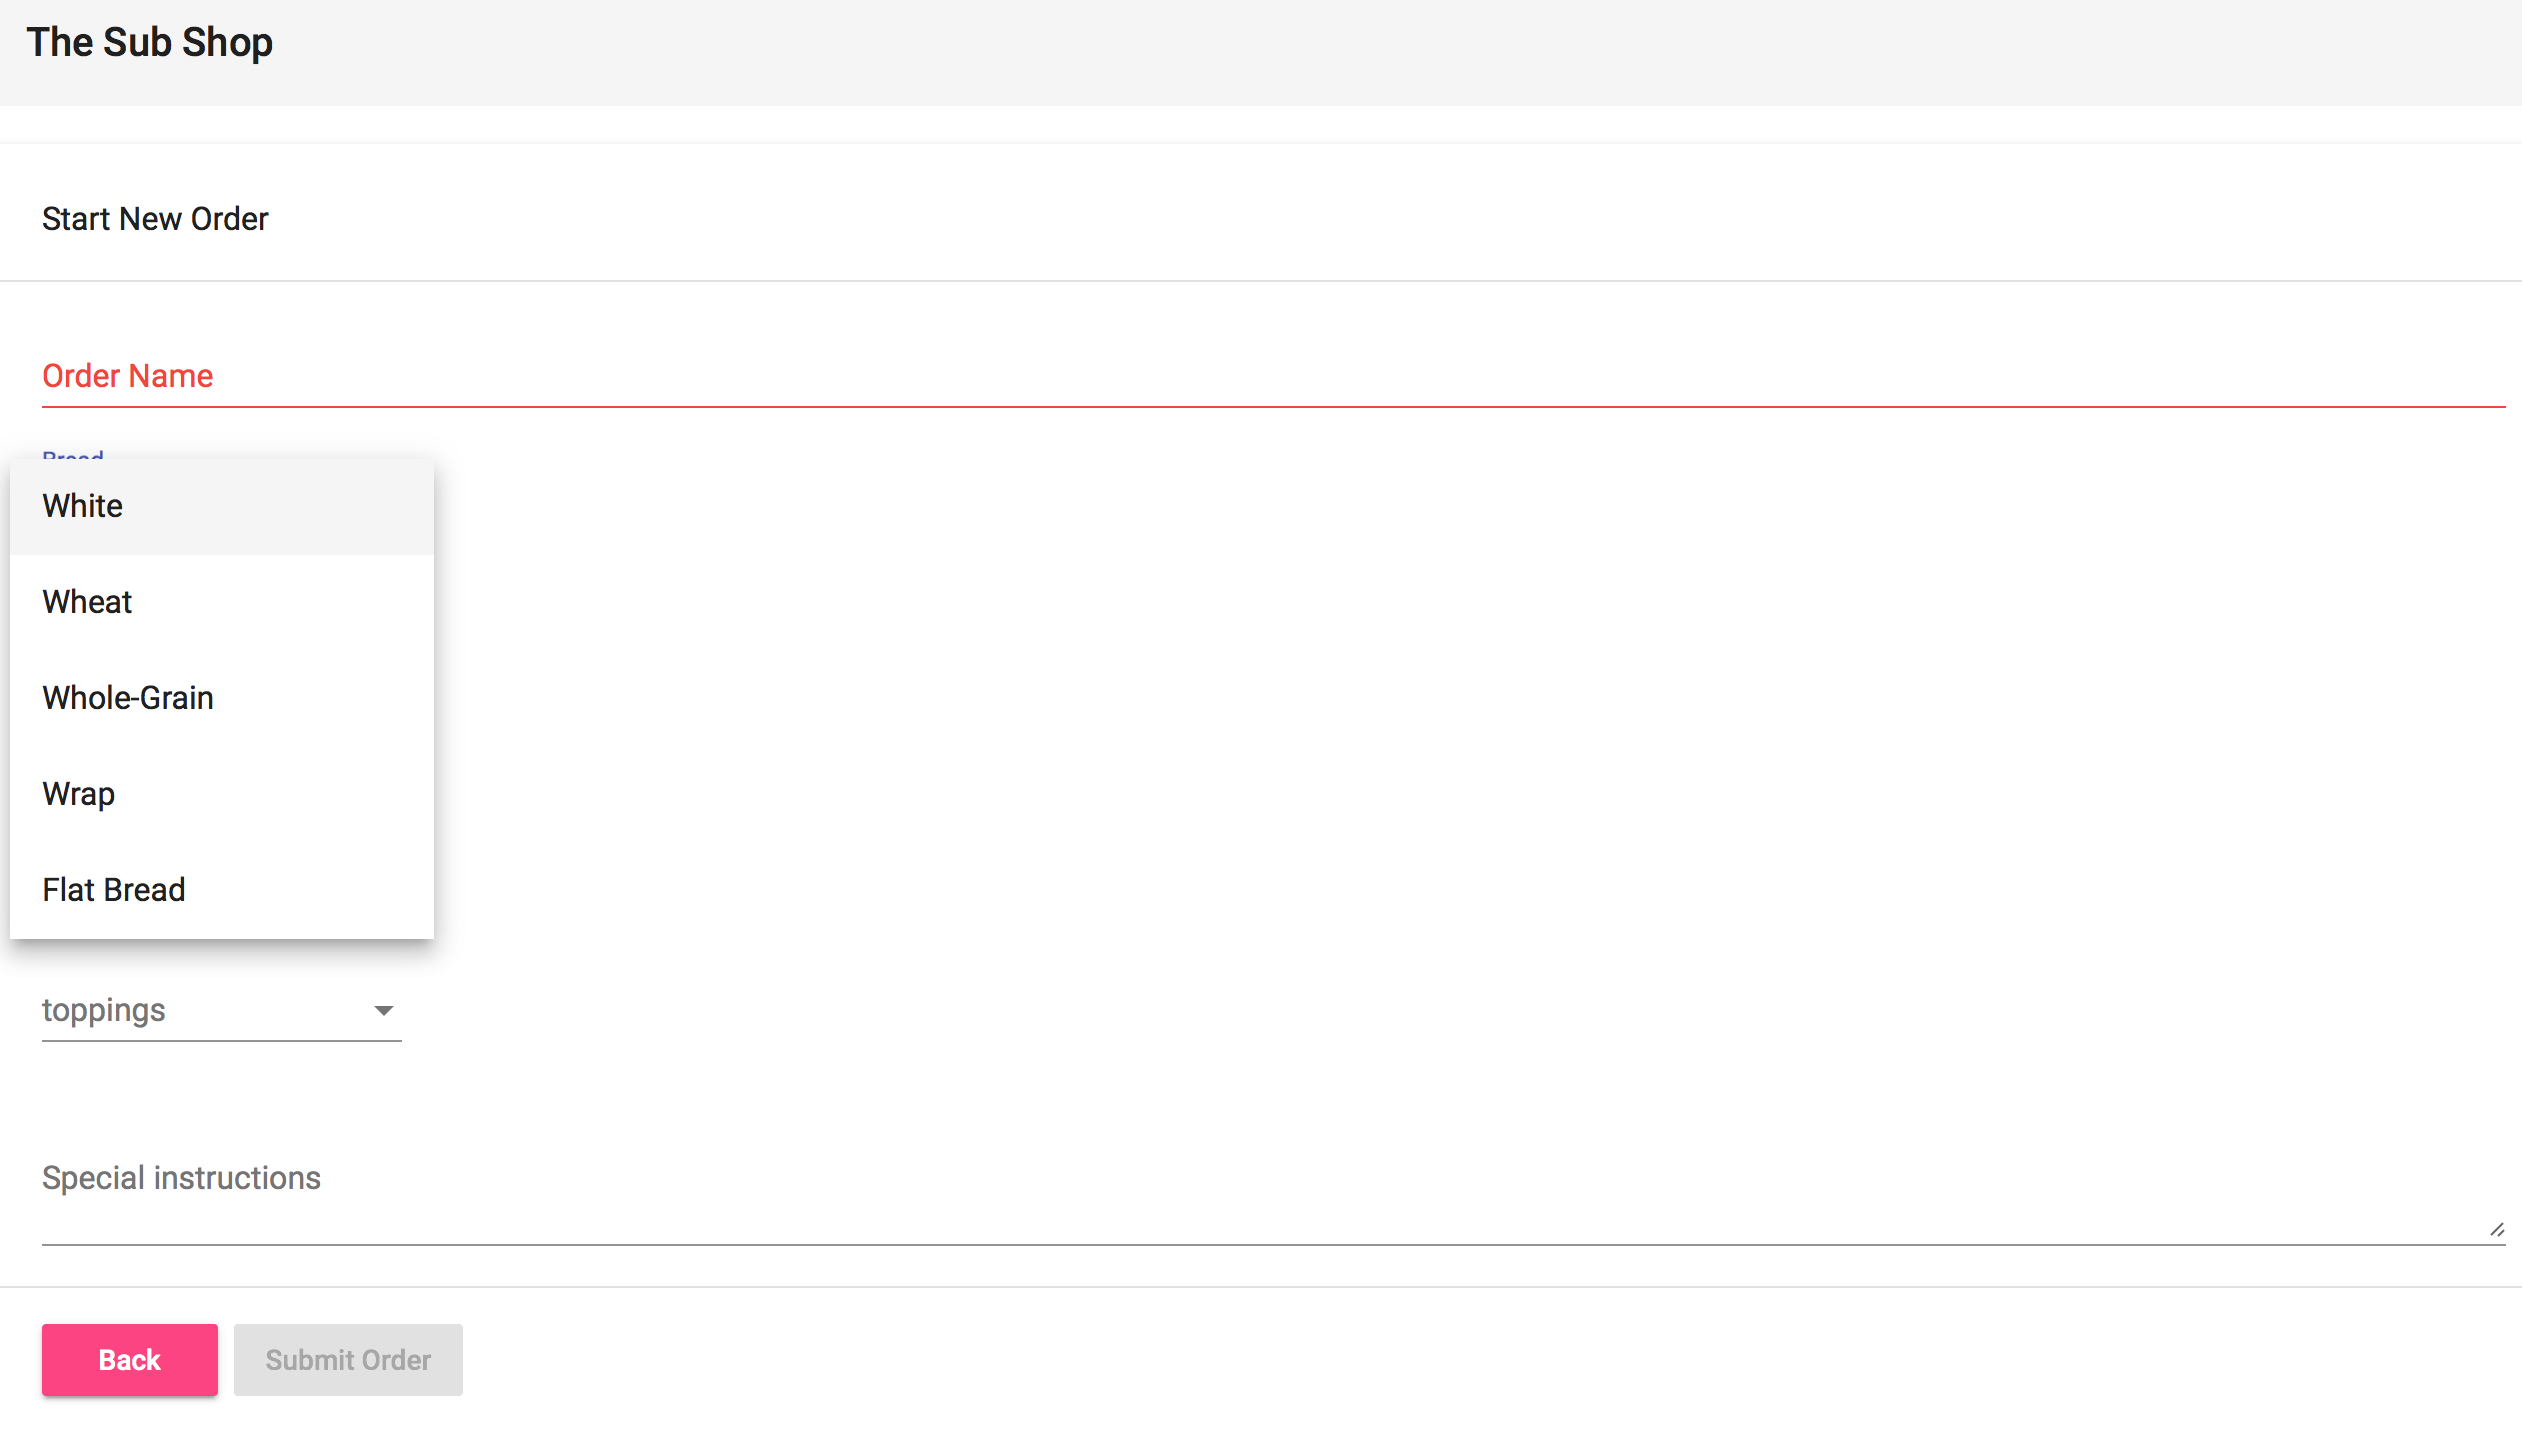 The Sub Shop
Start New Order
Order Name
Bread
White
Wheat
Whole-Grain
Wrap
Flat Bread
toppings
Special instructions
Back
Submit Order